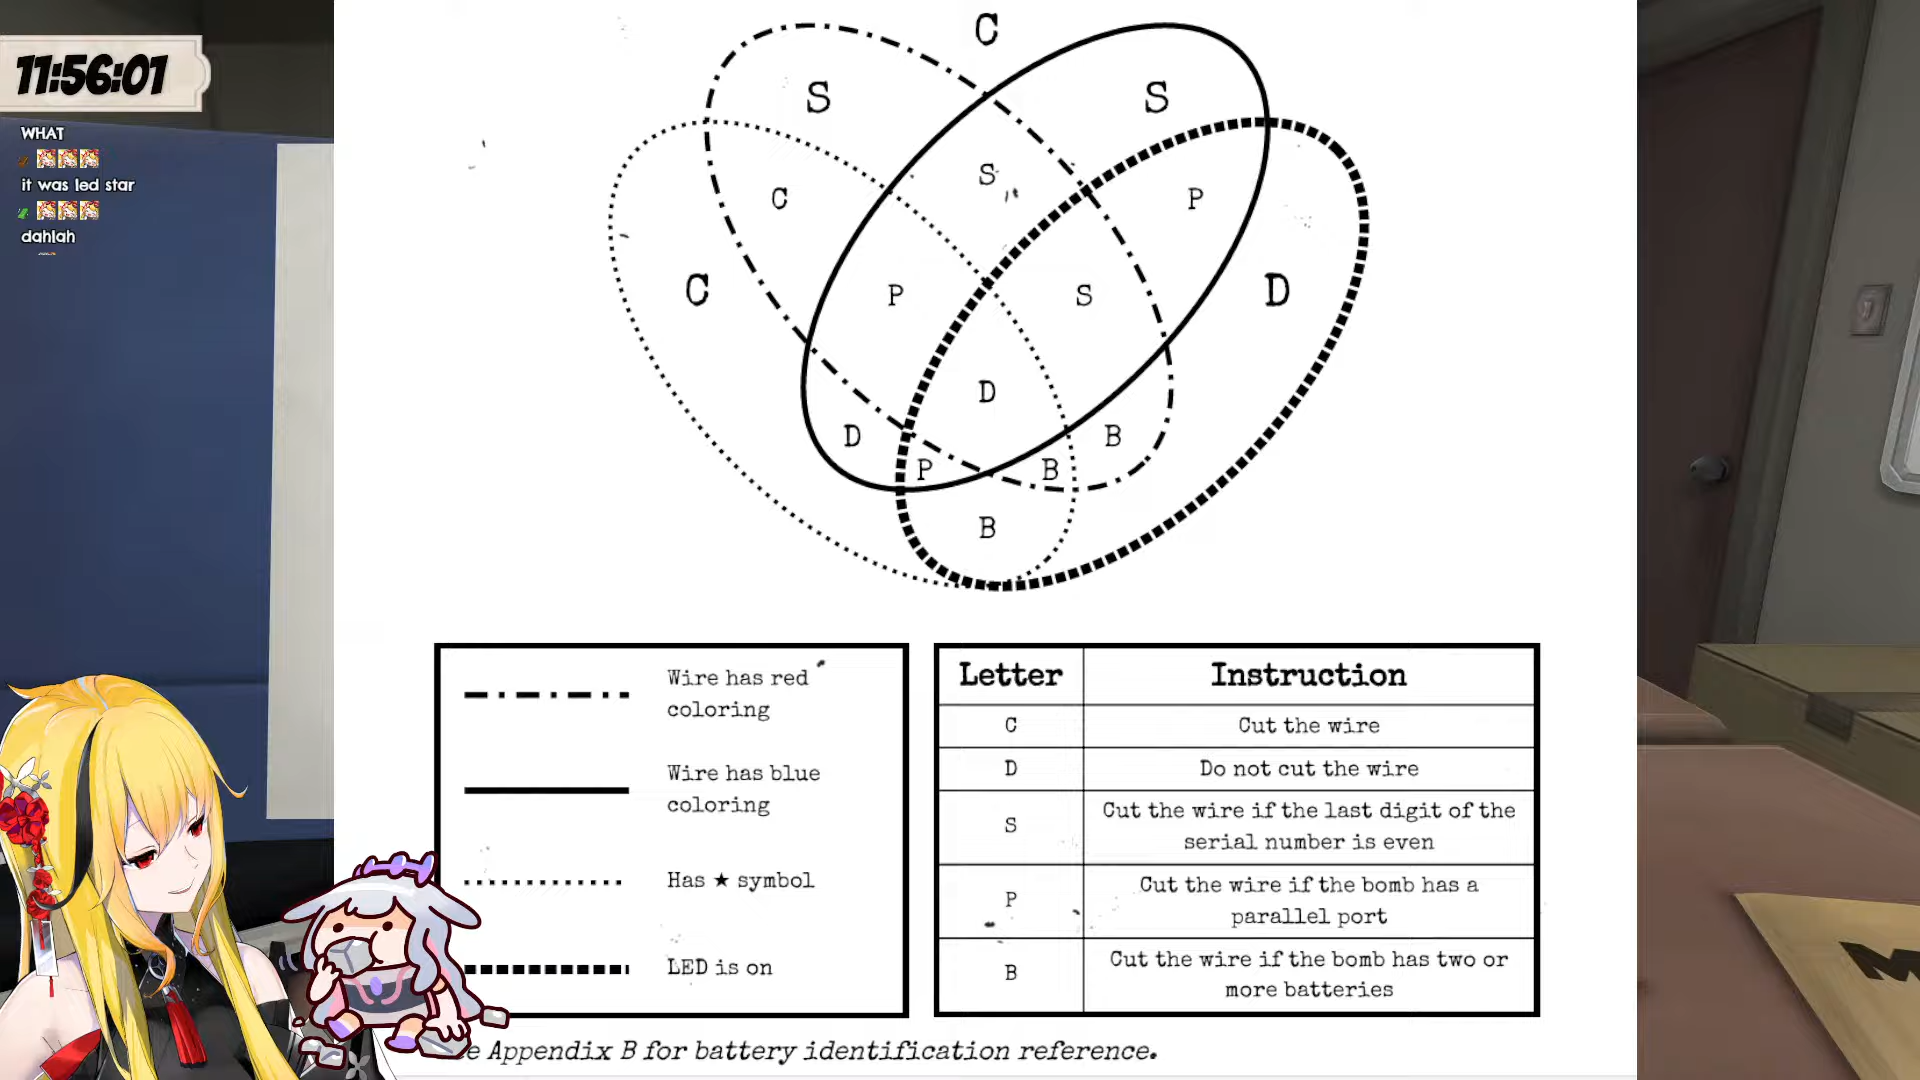 11:56:01
WHAT
it was led star
dahlah
C
S
S
S
C
P
P
C
S
D
D
D
P
B
B
B
Wire has red
coloring
Wire has blue
coloring
Has ★ symbol
LED is on
Letter Instruction
C Cut the wire
D Do not cut the wire
S Cut the wire if the last digit of the
serial number is even
P Cut the wire if the bomb has a
parallel port
B Cut the wire if the bomb has two or
more batteries
e Appendix B for battery identification reference.
M